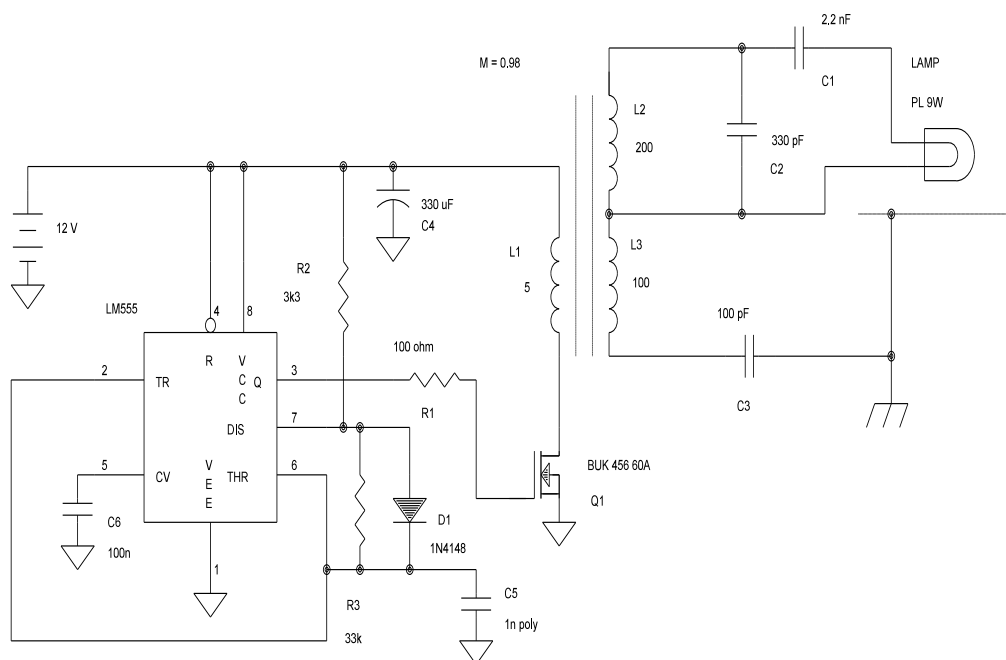 M = 0.98
2,2 nF
C1
LAMP
PL 9W
L2
200
330 pF
C2
12 V
330 uF
C4
R2
3k3
L1
5
L3
100
LM555
4
8
100 pF
C3
100 ohm
R1
2
TR
R
V
C
C
Q
3
DIS
7
5
CV
V
E
E
THR
6
BUK 456 60A
Q1
C6
100n
D1
1N4148
1
R3
33k
C5
1n poly